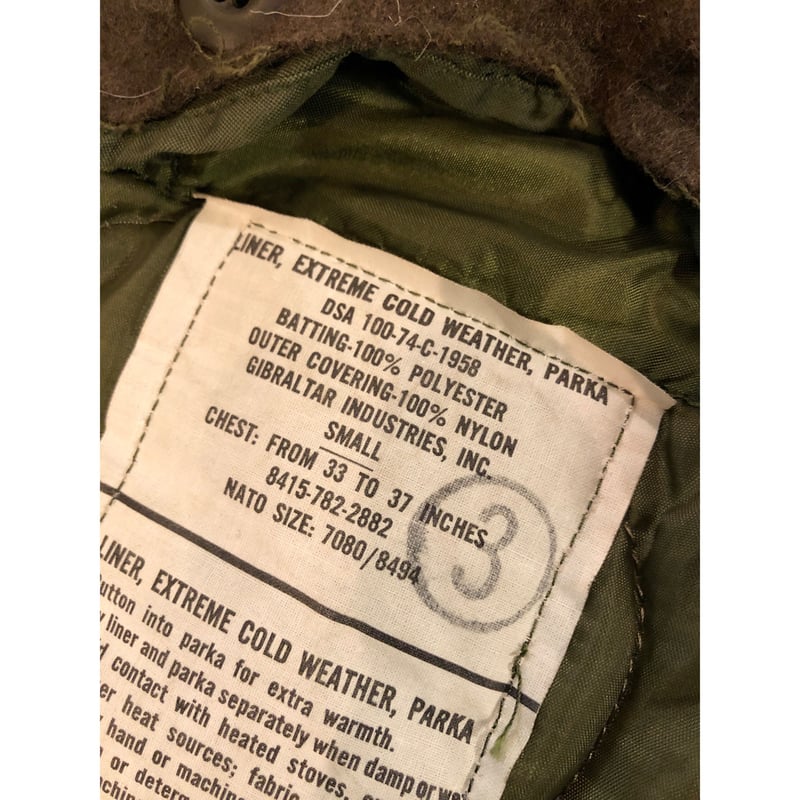 LINER, EXTREME COLD WEATHER, PARKA
DSA 100-74-C-1958
BATTING-100% POLYESTER
OUTER COVERING-100% NYLON
GIBRALTAR INDUSTRIES, INC.
SMALL
CHEST: FROM 33 TO 37 INCHES
8415-782-2882
NATO SIZE: 7080/8494
3
LINER, EXTREME COLD WEATHER, PARKA
button into parka for extra warmth.
liner and parka separately when damp or
contact with heated stoves,
heat sources; fabric
hand or machine
or